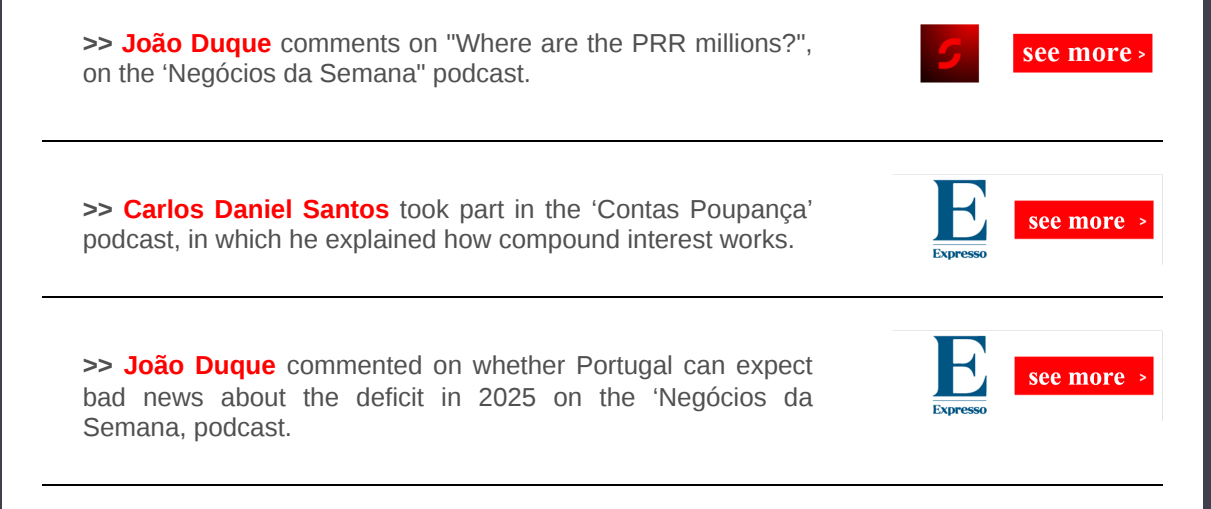 >> João Duque comments on "Where are the PRR millions?",
on the ‘Negócios da Semana" podcast.
see more >
>> Carlos Daniel Santos took part in the ‘Contas Poupança’
podcast, in which he explained how compound interest works.
E
Expresso
see more >
>> João Duque commented on whether Portugal can expect
bad news about the deficit in 2025 on the ‘Negócios da
Semana, podcast.
E
Expresso
see more >